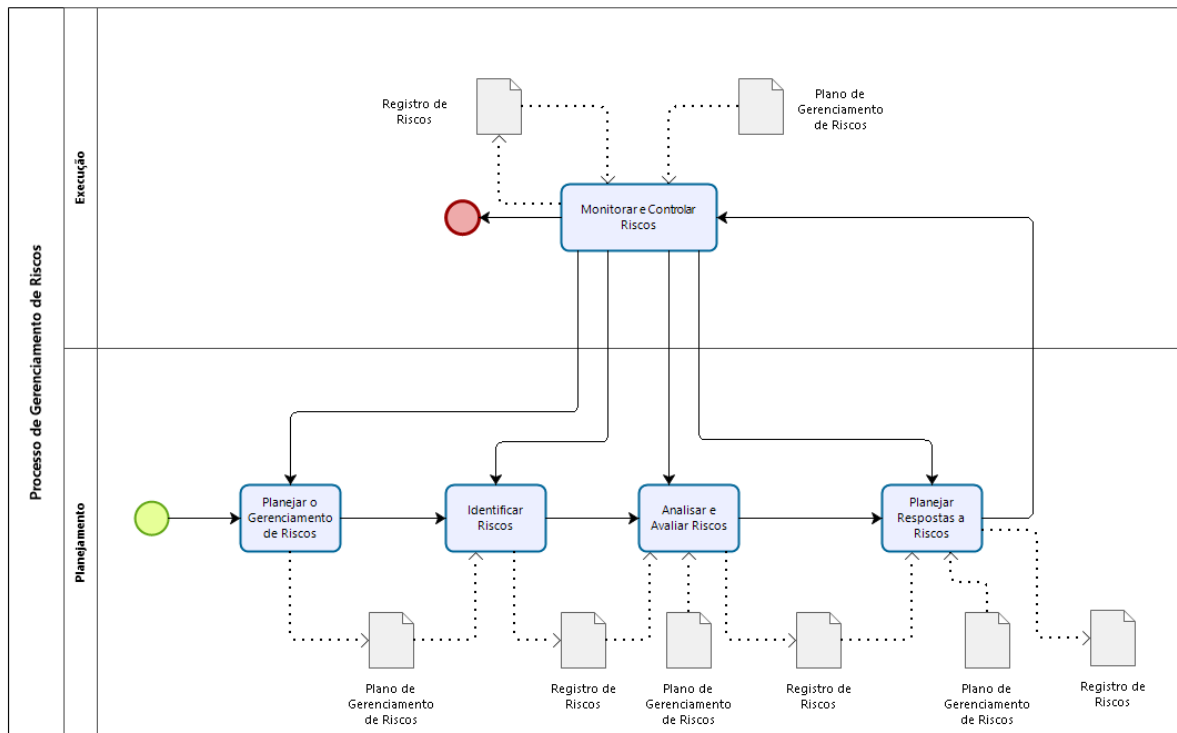 Processo de Gerenciamento de Riscos
Execução
Registro de
Riscos
Plano de
Gerenciamento
de Riscos
Monitorar e Controlar
Riscos
Planejamento
Planejar o
Gerenciamento
de Riscos
Identificar
Riscos
Analisar e
Avaliar Riscos
Planejar
Respostas a
Riscos
Plano de
Gerenciamento
de Riscos
Registro de
Riscos
Plano de
Gerenciamento
de Riscos
Registro de
Riscos
Plano de
Gerenciamento
de Riscos
Registro de
Riscos